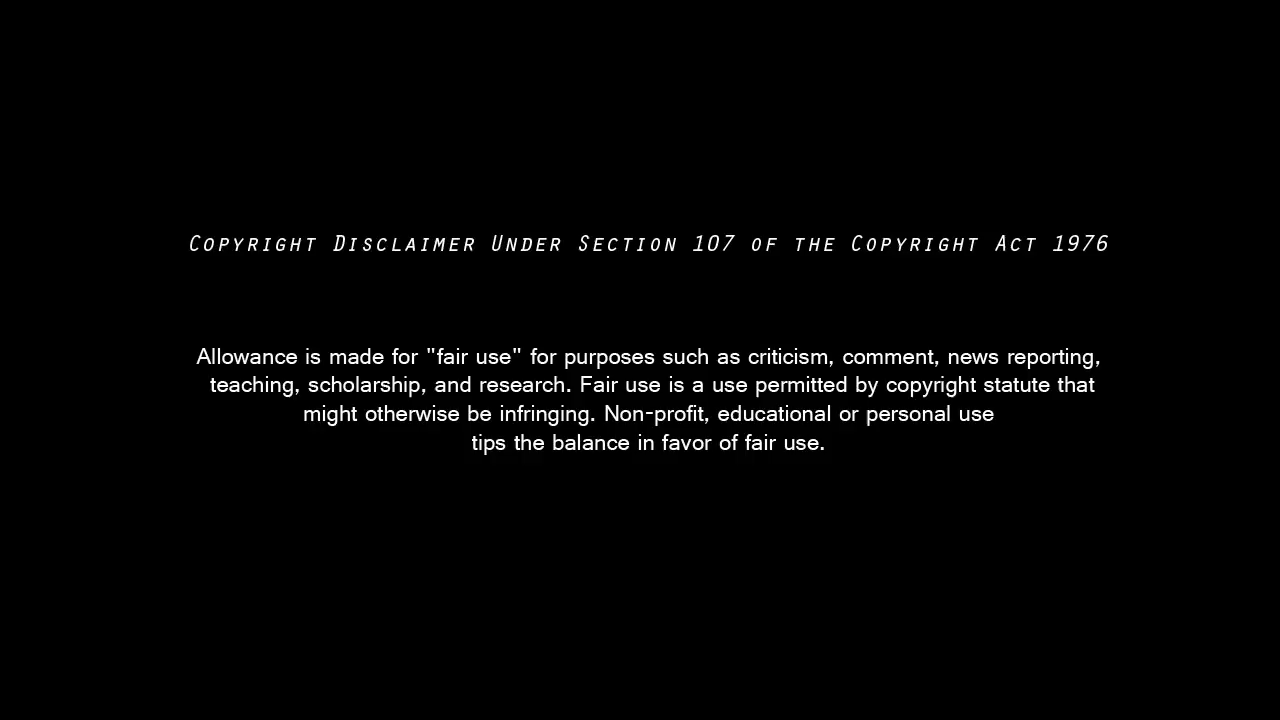 Copyright Disclaimer Under Section 107 of the Copyright Act 1976
Allowance is made for "fair use" for purposes such as criticism, comment, news reporting,
teaching, scholarship, and research. Fair use is a use permitted by copyright statute that
might otherwise be infringing. Non-profit, educational or personal use
tips the balance in favor of fair use.